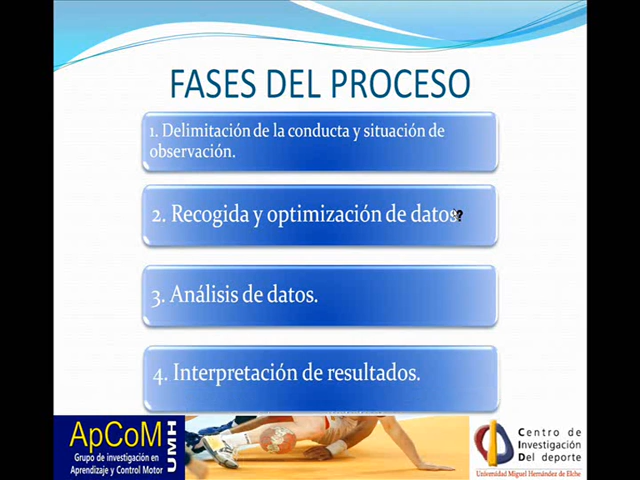 FASES DEL PROCESO
1. Delimitación de la conducta y situación de
observación.
2. Recogida y optimización de datos.
3. Análisis de datos.
4. Interpretación de resultados.
ApCoM
UMH
Grupo de investigación en
Aprendizaje y Control Motor
Centro de
Investigación
Del deporte
Universidad Miguel Hernández de Elche